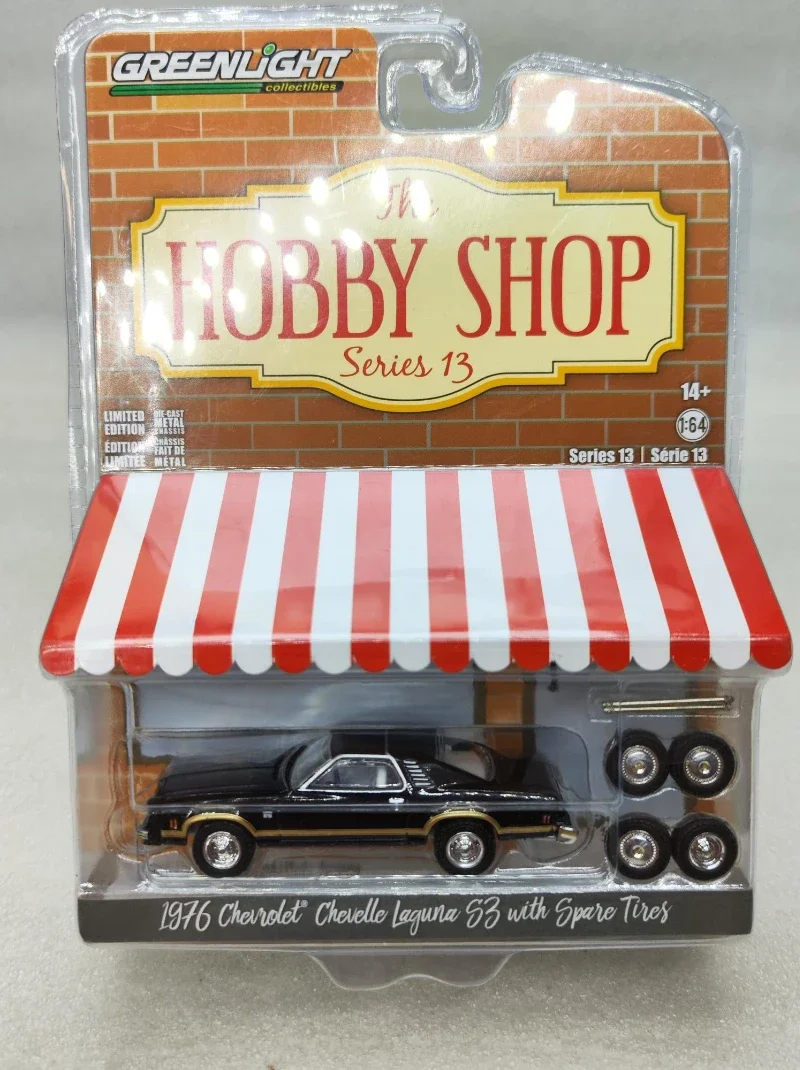 GREENLIGHT
collectibles
The
HOBBY SHOP
Series 13
14+
1:64
LIMITED EDITION
DIE-CAST METAL CHASSIS
ÉDITION LIMITÉE
CHÂSSIS FAIT DE MÉTAL
Series 13 | Série 13
1976 Chevrolet® Chevelle Laguna S3 with Spare Tires